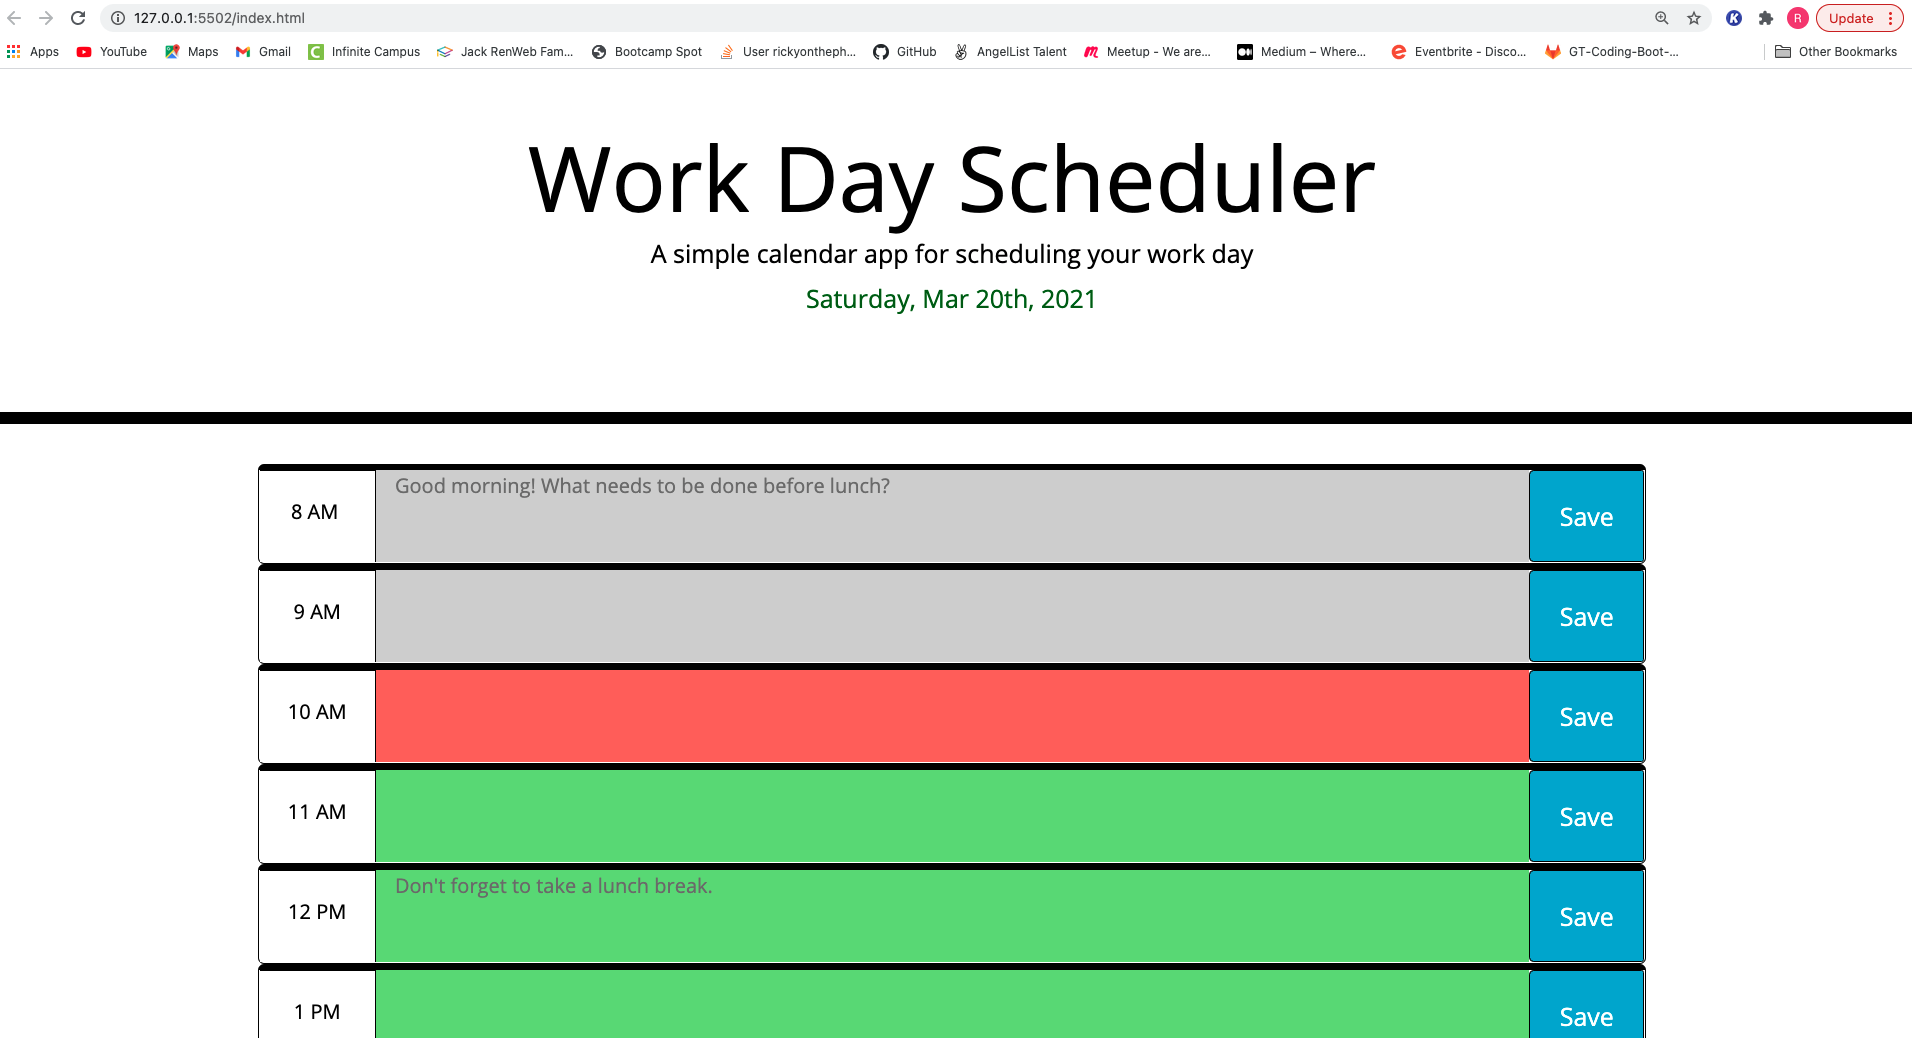 127.0.0.1:5502/index.html R Update
Apps YouTube Maps Gmail Infinite Campus Jack RenWeb Fam... Bootcamp Spot User rickyontheph... GitHub AngelList Talent Meetup - We are... Medium – Where... Eventbrite - Disco... GT-Coding-Boot-... Other Bookmarks
Work Day Scheduler
A simple calendar app for scheduling your work day
Saturday, Mar 20th, 2021
8 AM Good morning! What needs to be done before lunch? Save
9 AM Save
10 AM Save
11 AM Save
12 PM Don't forget to take a lunch break. Save
1 PM Save